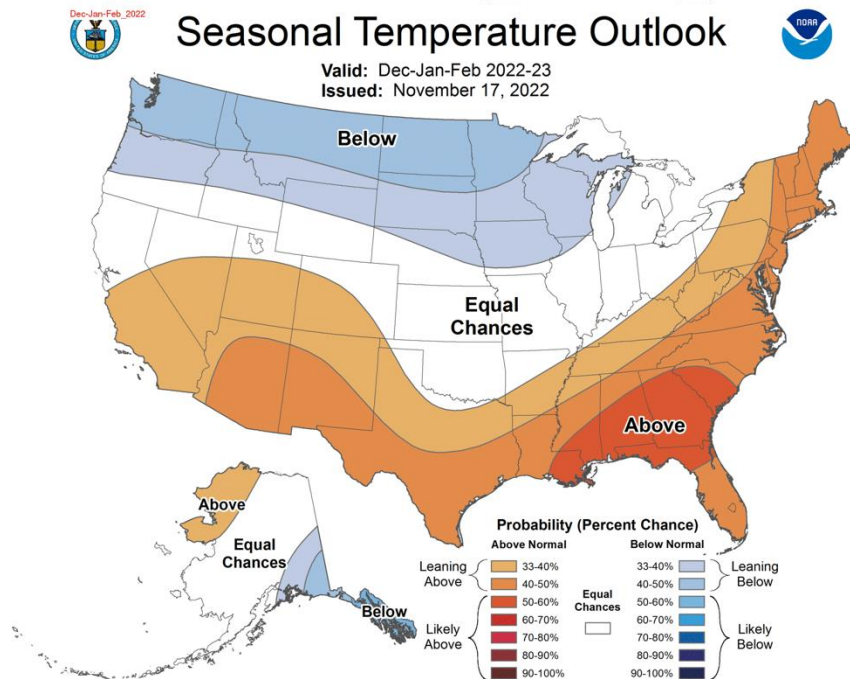 Dec-Jan-Feb_2022
Seasonal Temperature Outlook
NOAA
Valid: Dec-Jan-Feb 2022-23
Issued: November 17, 2022
Below
Equal
Chances
Above
Above
Equal
Chances
Below
Probability (Percent Chance)
Above Normal
Below Normal
Leaning
Above
33-40%
40-50%
Likely
Above
50-60%
60-70%
70-80%
80-90%
90-100%
Equal
Chances
33-40%
40-50%
Leaning
Below
50-60%
60-70%
70-80%
80-90%
90-100%
Likely
Below